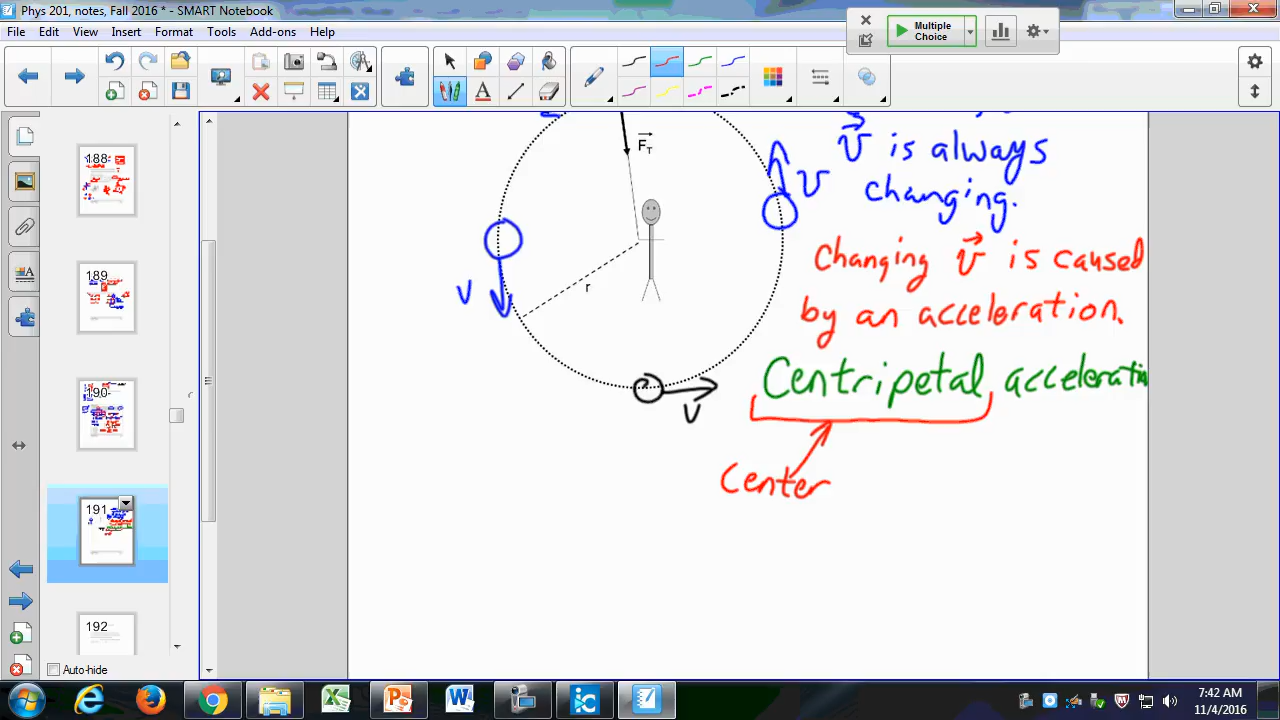 Phys 201, notes, Fall 2016 * - SMART Notebook
File Edit View Insert Format Tools Add-ons Help
Multiple
Choice
A
188
189
190
191
192
Auto-hide
F_T
r
v
v
v
v is always
changing.
Changing v is caused
by an acceleration.
Centripetal acceleratio
Center
7:42 AM
11/4/2016